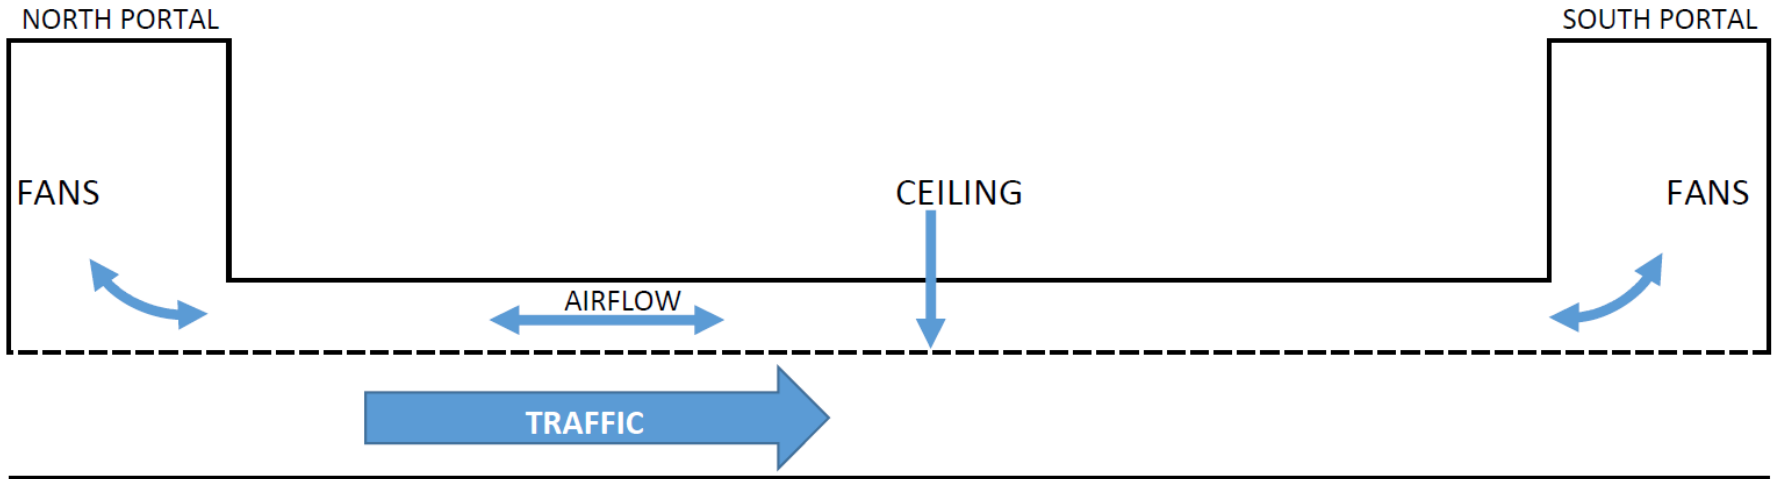 NORTH PORTAL
SOUTH PORTAL
FANS
CEILING
FANS
AIRFLOW
TRAFFIC